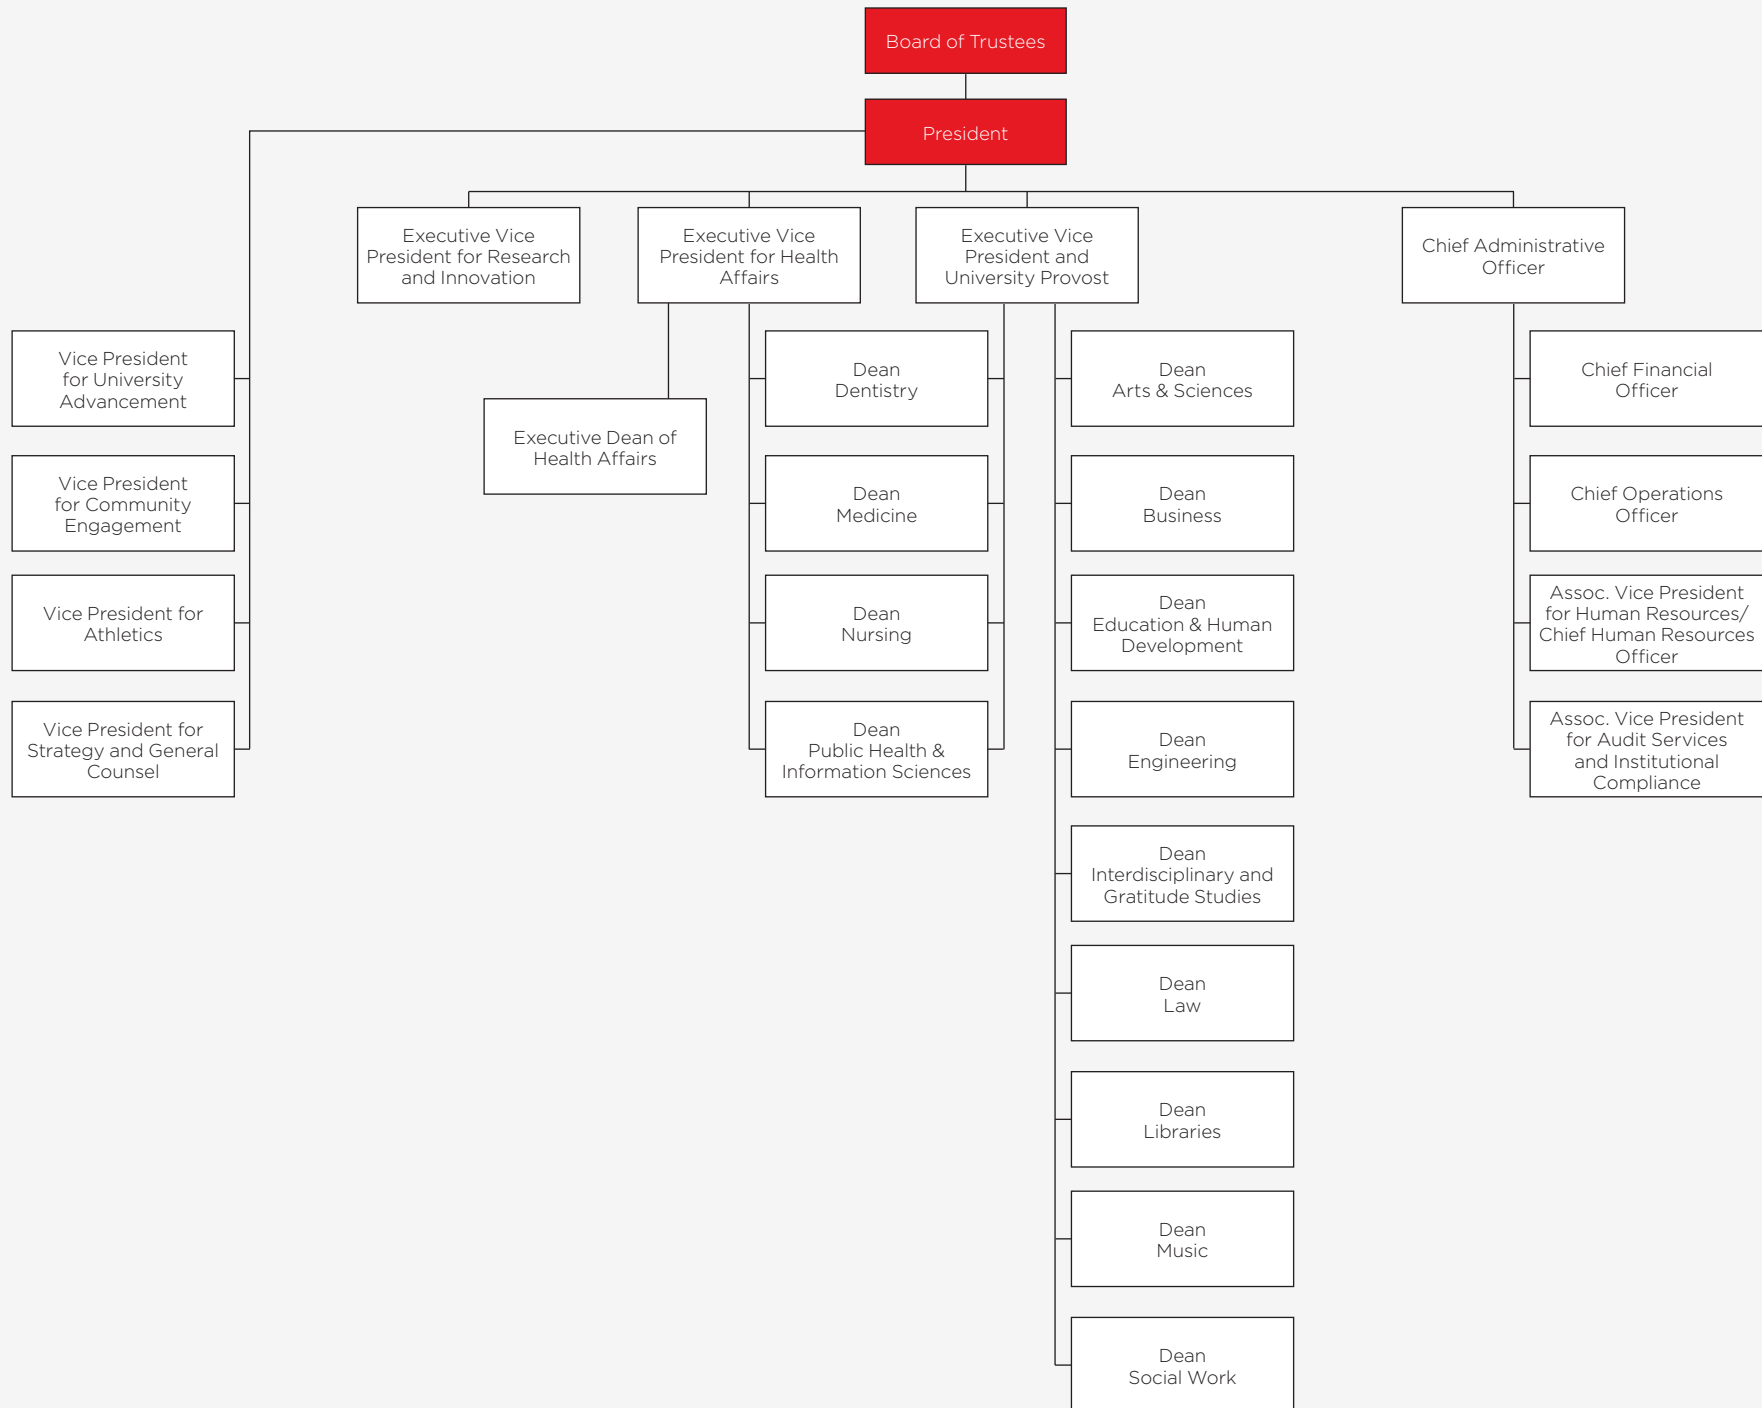 Board of Trustees
President
Executive Vice
President for Research
and Innovation
Executive Vice
President for Health
Affairs
Executive Vice
President and
University Provost
Chief Administrative
Officer
Vice President
for University
Advancement
Vice President
for Community
Engagement
Vice President for
Athletics
Vice President for
Strategy and General
Counsel
Executive Dean of
Health Affairs
Dean
Dentistry
Dean
Medicine
Dean
Nursing
Dean
Public Health &
Information Sciences
Dean
Arts & Sciences
Dean
Business
Dean
Education & Human
Development
Dean
Engineering
Dean
Interdisciplinary and
Gratitude Studies
Dean
Law
Dean
Libraries
Dean
Music
Dean
Social Work
Chief Financial
Officer
Chief Operations
Officer
Assoc. Vice President
for Human Resources/
Chief Human Resources
Officer
Assoc. Vice President
for Audit Services
and Institutional
Compliance